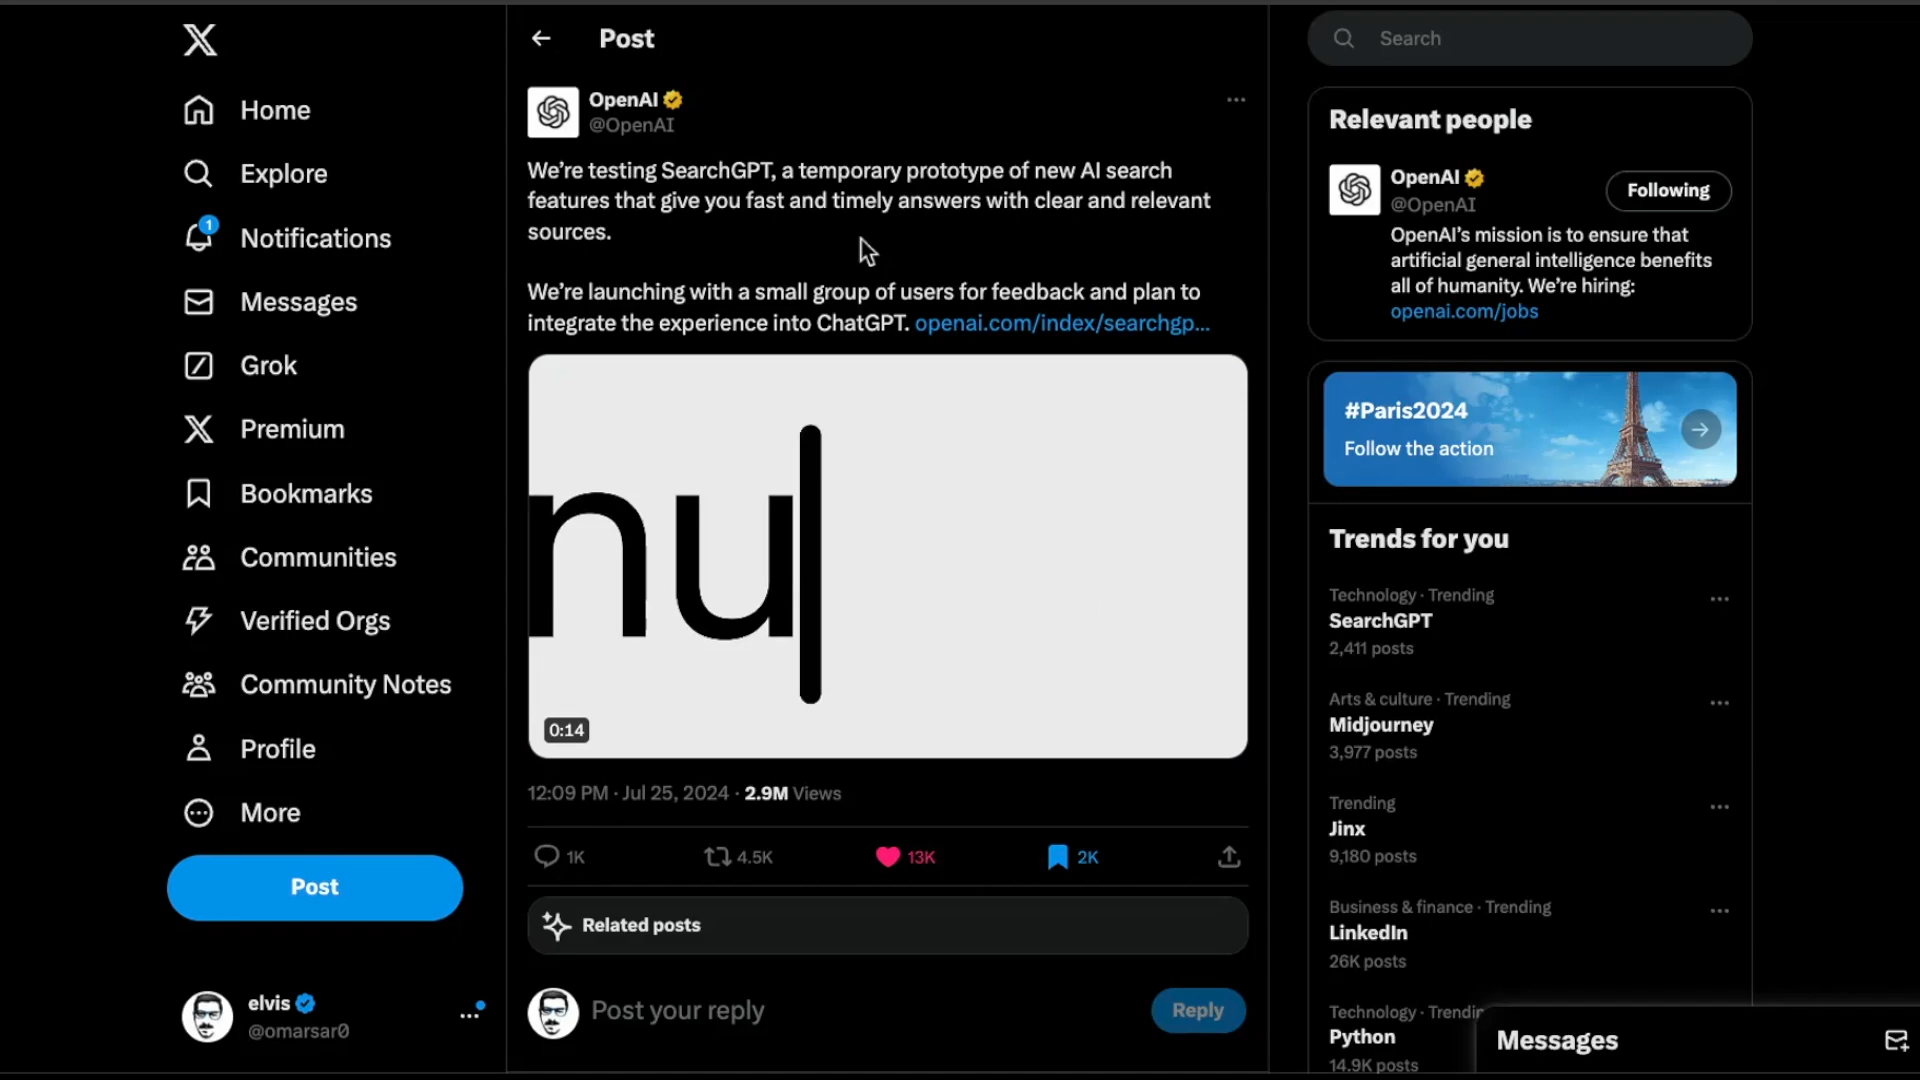 Home
Explore
1
Notifications
Messages
Grok
Premium
Bookmarks
Communities
Verified Orgs
Community Notes
Profile
More
Post
elvis
@omarsar0
Post
OpenAI
@OpenAI
We’re testing SearchGPT, a temporary prototype of new AI search
features that give you fast and timely answers with clear and relevant
sources.
We’re launching with a small group of users for feedback and plan to
integrate the experience into ChatGPT. openai.com/index/searchgp…
nu
0:14
12:09 PM · Jul 25, 2024 · 2.9M Views
1K 4.5K 13K 2K
Related posts
Post your reply
Reply
Search
Relevant people
OpenAI
@OpenAI
Following
OpenAI’s mission is to ensure that
artificial general intelligence benefits
all of humanity. We’re hiring:
openai.com/jobs
#Paris2024
Follow the action
Trends for you
Technology · Trending
SearchGPT
2,411 posts
Arts & culture · Trending
Midjourney
3,977 posts
Trending
Jinx
9,180 posts
Business & finance · Trending
LinkedIn
26K posts
Technology · Trendin
Python
14.9K posts
Messages